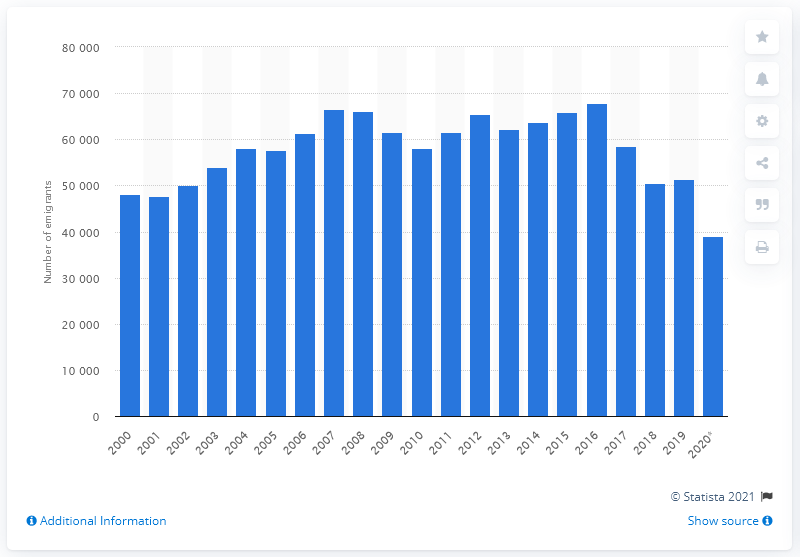 80 000
70 000
60 000
50 000
40 000
30 000
20 000
10 000
0
Number of emigrants
2000 2001 2002 2003 2004 2005 2006 2007 2008 2009 2010 2011 2012 2013 2014 2015 2016 2017 2018 2019 2020*
© Statista 2021
Additional Information
Show source